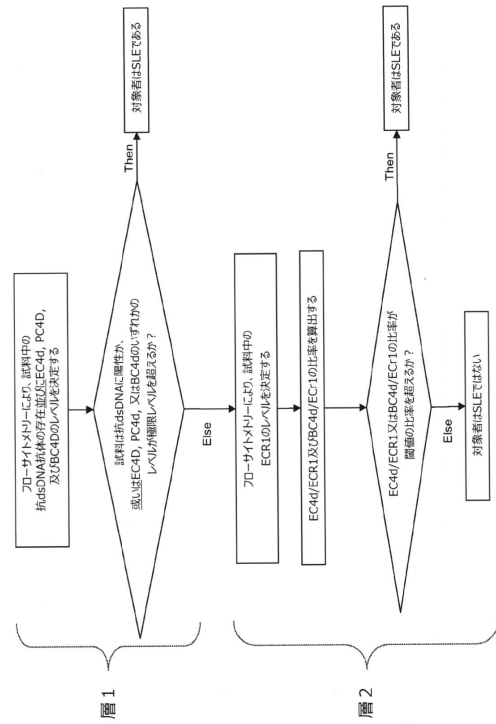 層1
フローサイトメトリーにより、試料中の
抗dsDNA抗体の存在並びにEC4d, PC4D,
及びBC4Dのレベルを決定する
試料は抗dsDNAに陽性か、
或いはEC4D, PC4d, 又はBC4dのいずれかの
レベルが極限レベルを超えるか？
Then
対象者はSLEである
Else
層2
フローサイトメトリーにより、試料中の
ECR1のレベルを決定する
EC4d/ECR1及びBC4d/ECr1の比率を算出する
EC4d/ECR1又はBC4d/ECr1の比率が
閾値の比率を超えるか？
Then
対象者はSLEである
Else
対象者はSLEではない